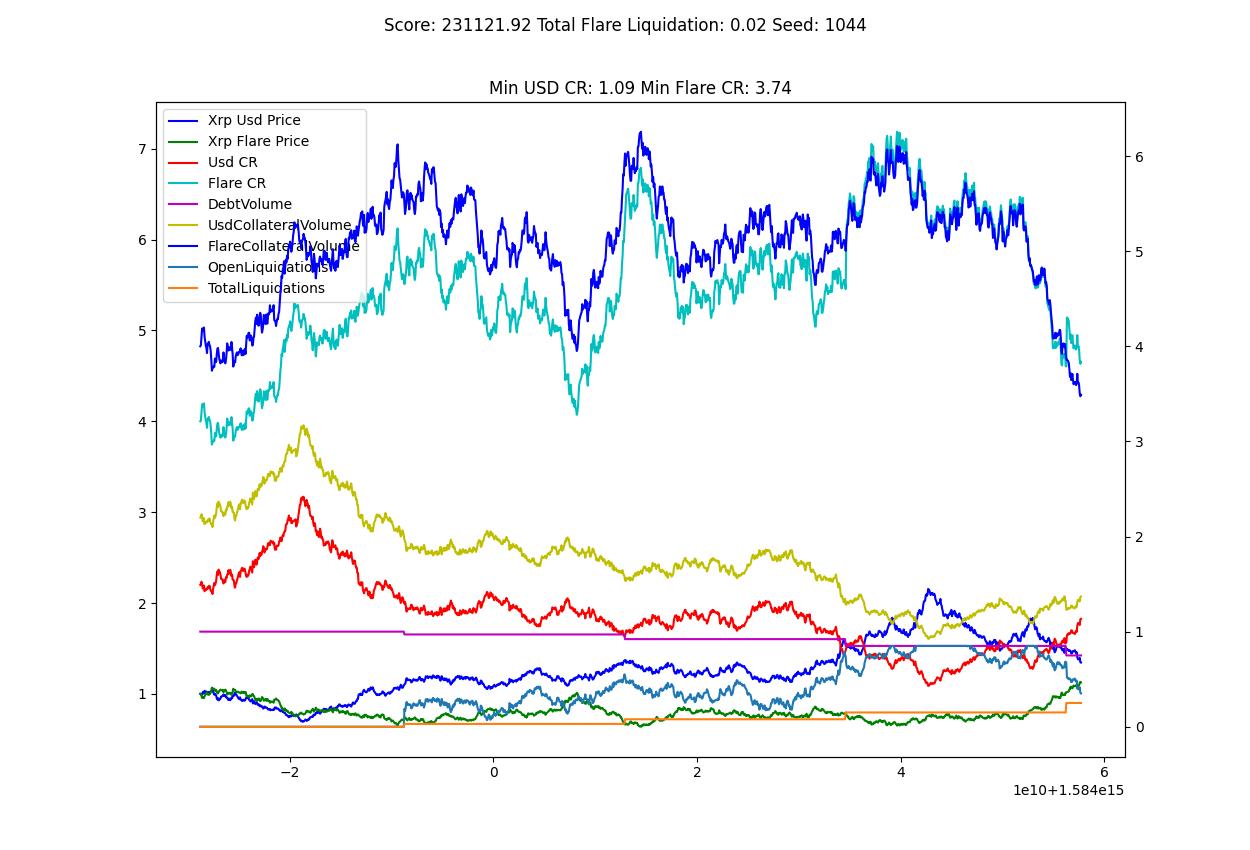 Score: 231121.92 Total Flare Liquidation: 0.02 Seed: 1044
Min USD CR: 1.09 Min Flare CR: 3.74
Xrp Usd Price
Xrp Flare Price
Usd CR
Flare CR
DebtVolume
UsdCollateralVolume
FlareCollateralVolume
OpenLiquidations
TotalLiquidations
7
6
5
4
3
2
1
6
5
4
3
2
1
0
−2
0
2
4
6
1e10+1.584e15